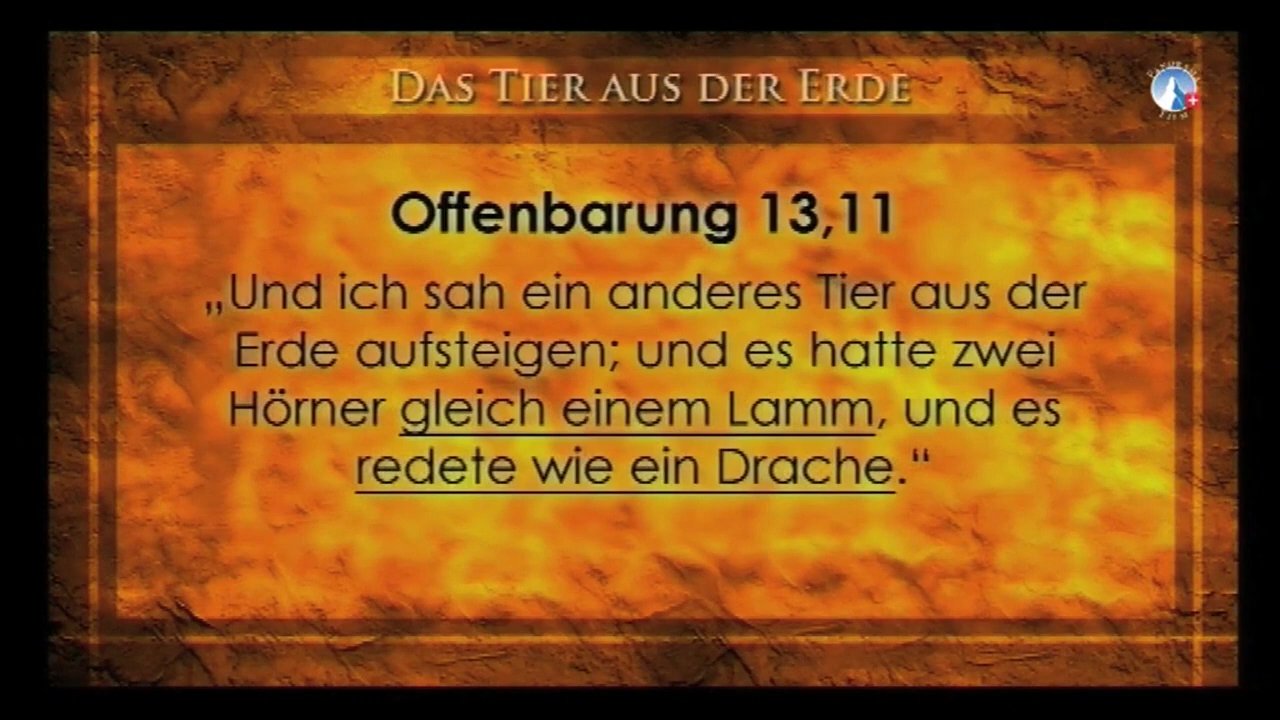 DAS TIER AUS DER ERDE
Offenbarung 13,11
„Und ich sah ein anderes Tier aus der
Erde aufsteigen; und es hatte zwei
Hörner gleich einem Lamm, und es
redete wie ein Drache.“